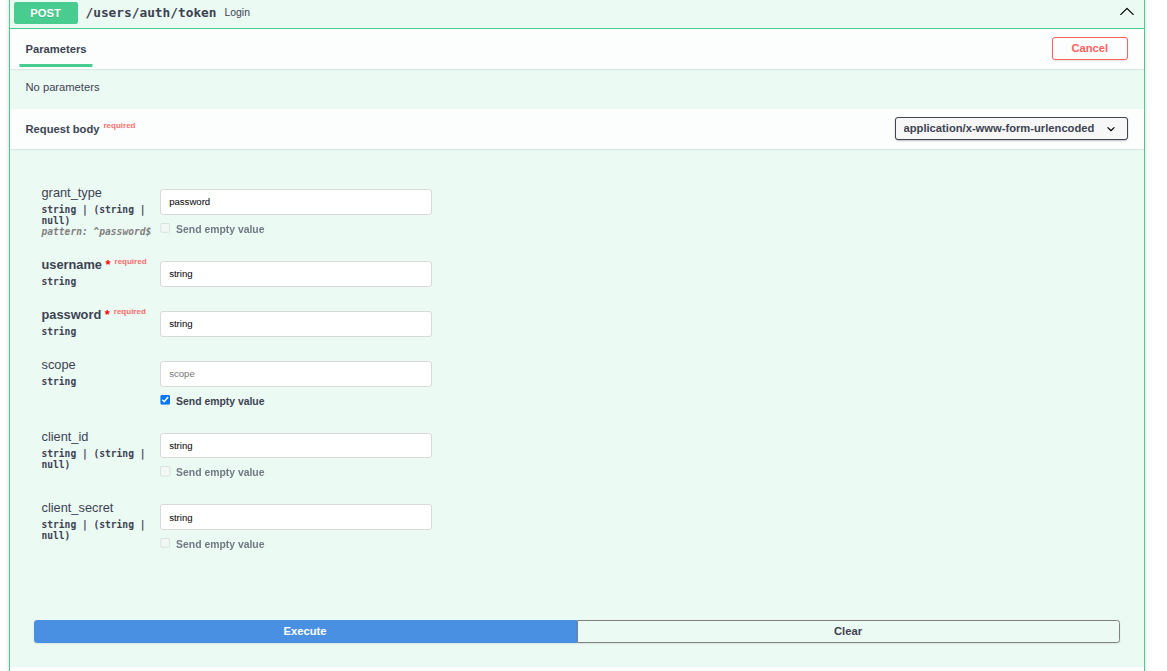 POST /users/auth/token Login
Parameters
Cancel
No parameters
Request body required
application/x-www-form-urlencoded
grant_type
string | (string |
null)
pattern: ^password$
password
Send empty value
username * required
string
string
password * required
string
string
scope
string
scope
Send empty value
client_id
string | (string |
null)
string
Send empty value
client_secret
string | (string |
null)
string
Send empty value
Execute
Clear